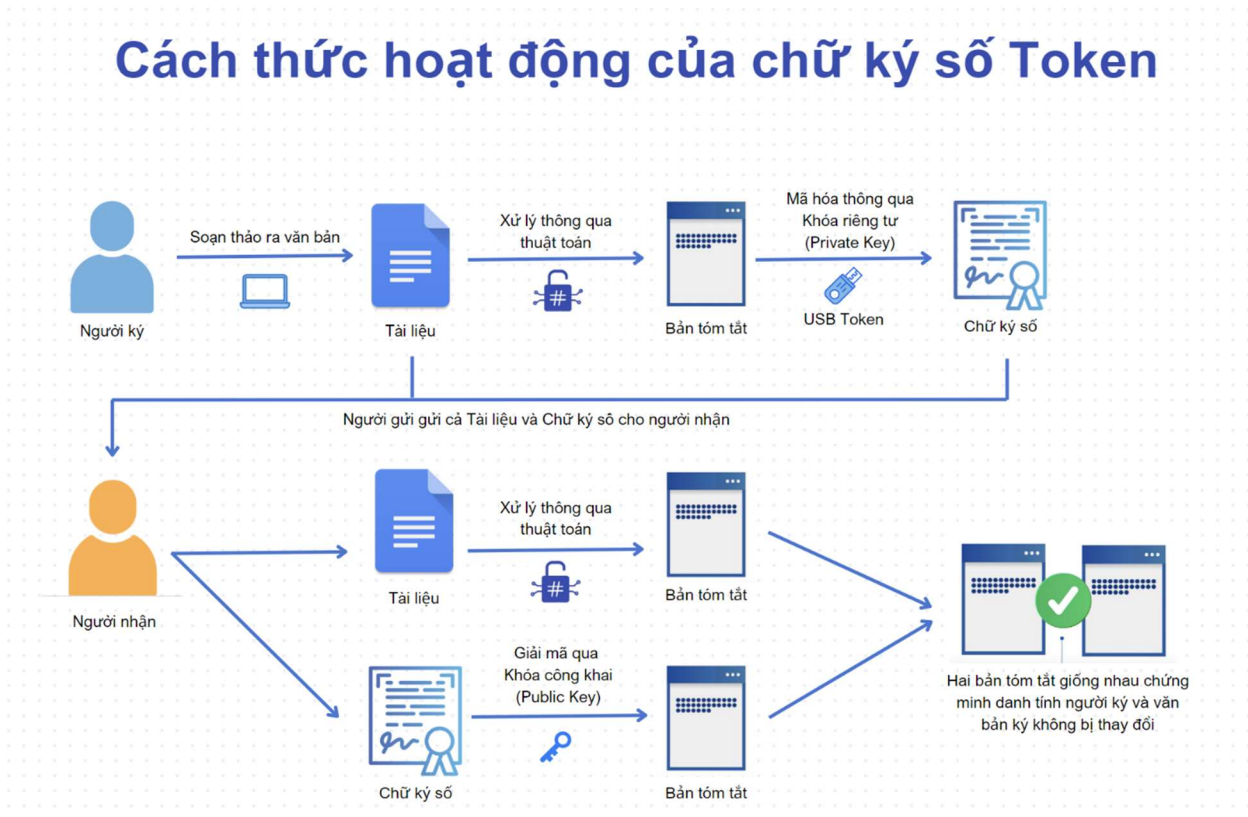 Cách thức hoạt động của chữ ký số Token
Soạn thảo ra văn bản
Xử lý thông qua
thuật toán
Mã hóa thông qua
Khóa riêng tư
(Private Key)
#
USB Token
Người ký
Tài liệu
Bản tóm tắt
Chữ ký số
Người gửi gửi cả Tài liệu và Chữ ký số cho người nhận
Xử lý thông qua
thuật toán
#
Tài liệu
Bản tóm tắt
Người nhận
Giải mã qua
Khóa công khai
(Public Key)
Chữ ký số
Bản tóm tắt
Hai bản tóm tắt giống nhau chứng
minh danh tính người ký và văn
bản ký không bị thay đổi